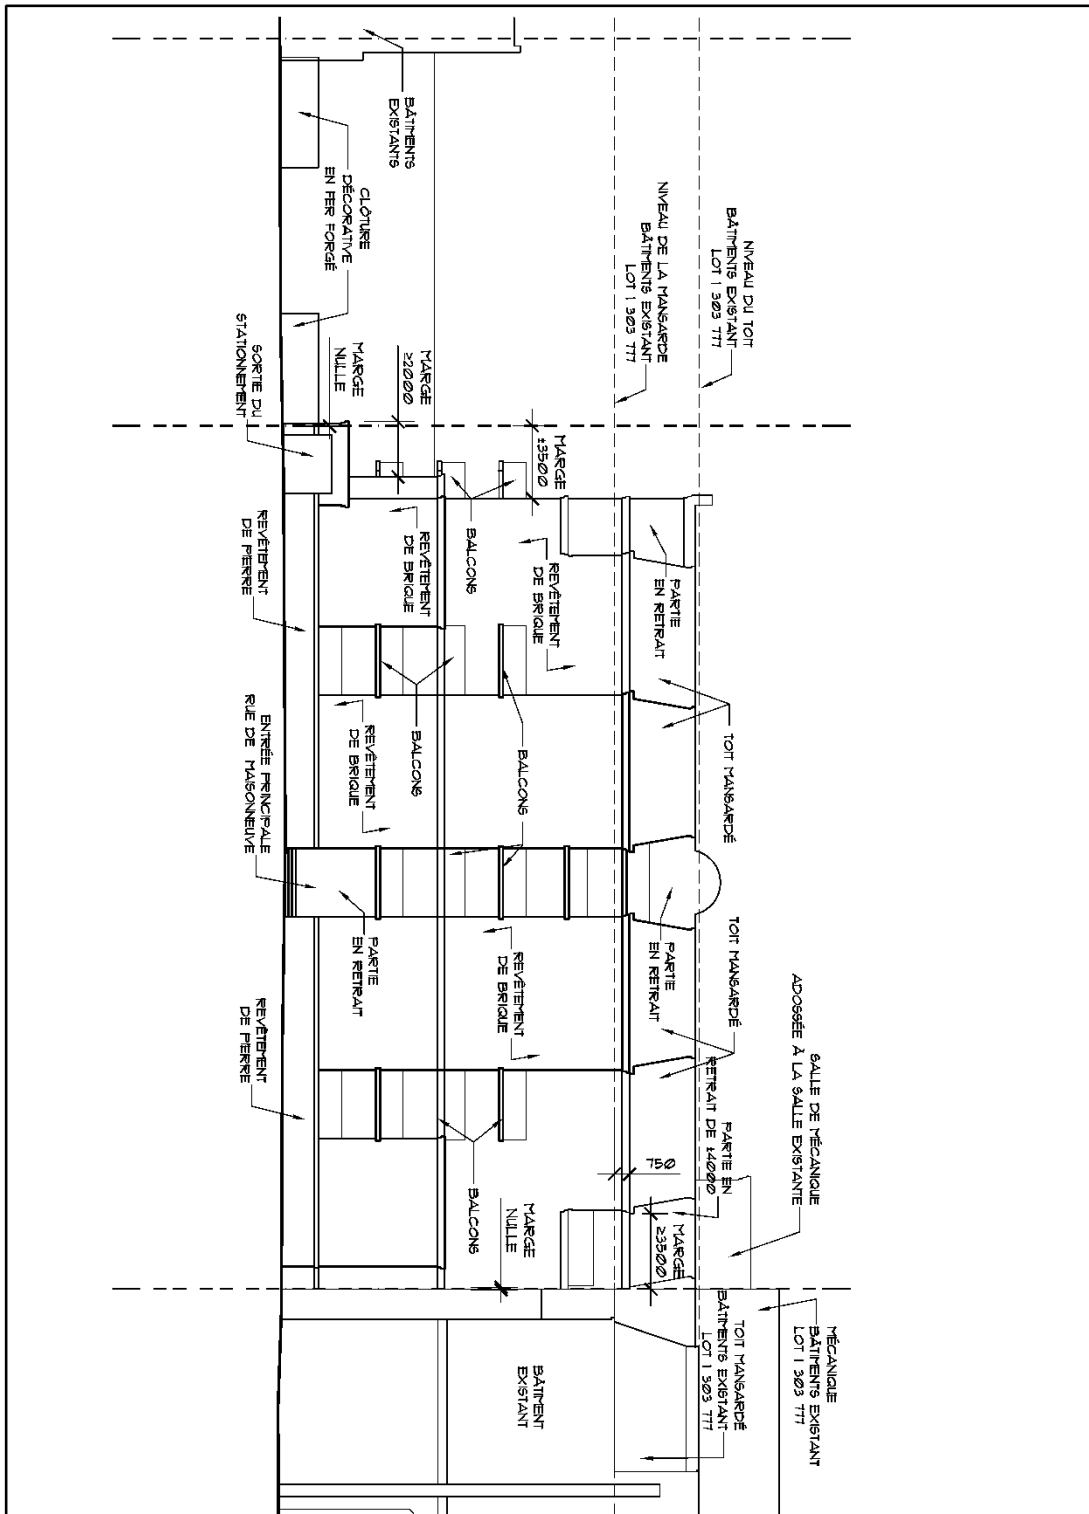 BÂTIMENTS
EXISTANTS
CLÔTURE
DÉCORATIVE
EN FER FORGÉ
SORTIE DU
STATIONNEMENT
MARGE
NULLE
MARGE
≥2000
MARGE
±3500
NIVEAU DE LA MANSARDE
BÂTIMENTS EXISTANT
LOT 1 303 777
NIVEAU DU TOIT
BÂTIMENTS EXISTANT
LOT 1 303 777
REVÊTEMENT
DE PIERRE
REVÊTEMENT
DE BRIQUE
BALCONS
REVÊTEMENT
DE BRIQUE
PARTIE
EN RETRAIT
TOIT MANSARDÉ
ENTRÉE PRINCIPALE
RUE DE MAISONNEUVE
REVÊTEMENT
DE BRIQUE
BALCONS
BALCONS
PARTIE
EN RETRAIT
REVÊTEMENT
DE BRIQUE
PARTIE
EN RETRAIT
TOIT MANSARDÉ
REVÊTEMENT
DE PIERRE
BALCONS
MARGE
NULLE
750
MARGE
≥3500
PARTIE EN
RETRAIT DE ±4000
SALLE DE MÉCANIQUE
ADOSSÉE À LA SALLE EXISTANTE
BÂTIMENT
EXISTANT
TOIT MANSARDÉ
BÂTIMENTS EXISTANT
LOT 1 303 777
MÉCANIQUE
BÂTIMENTS EXISTANT
LOT 1 303 777